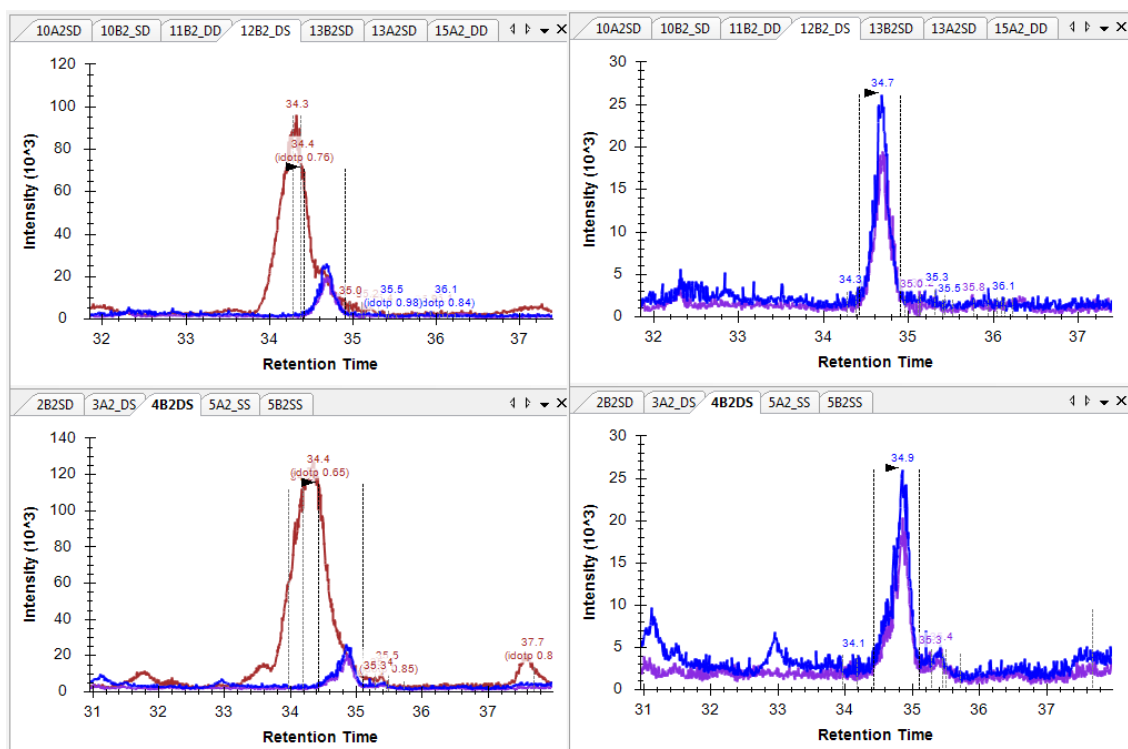 10A2SD 10B2_SD 11B2_DD 12B2_DS 13B2SD 13A2SD 15A2_DD
120
100
80
60
40
20
0
Intensity (10^3)
34.3
34.4
(idotp 0.76)
35.0
35.5
(idotp 0.98)
36.1
idotp 0.84)
32 33 34 35 36 37
Retention Time
10A2SD 10B2_SD 11B2_DD 12B2_DS 13B2SD 13A2SD 15A2_DD
30
25
20
15
10
5
0
Intensity (10^3)
34.7
34.3
35.0
35.3
35.5
35.8
36.1
32 33 34 35 36 37
Retention Time
2B2SD 3A2_DS 4B2DS 5A2_SS 5B2SS
140
120
100
80
60
40
20
0
Intensity (10^3)
34.4
(idotp 0.65)
35.5
(35.3
0.85)
37.7
(idotp 0.8
31 32 33 34 35 36 37
Retention Time
2B2SD 3A2_DS 4B2DS 5A2_SS 5B2SS
30
25
20
15
10
5
0
Intensity (10^3)
34.9
34.1
35.3
31 32 33 34 35 36 37
Retention Time